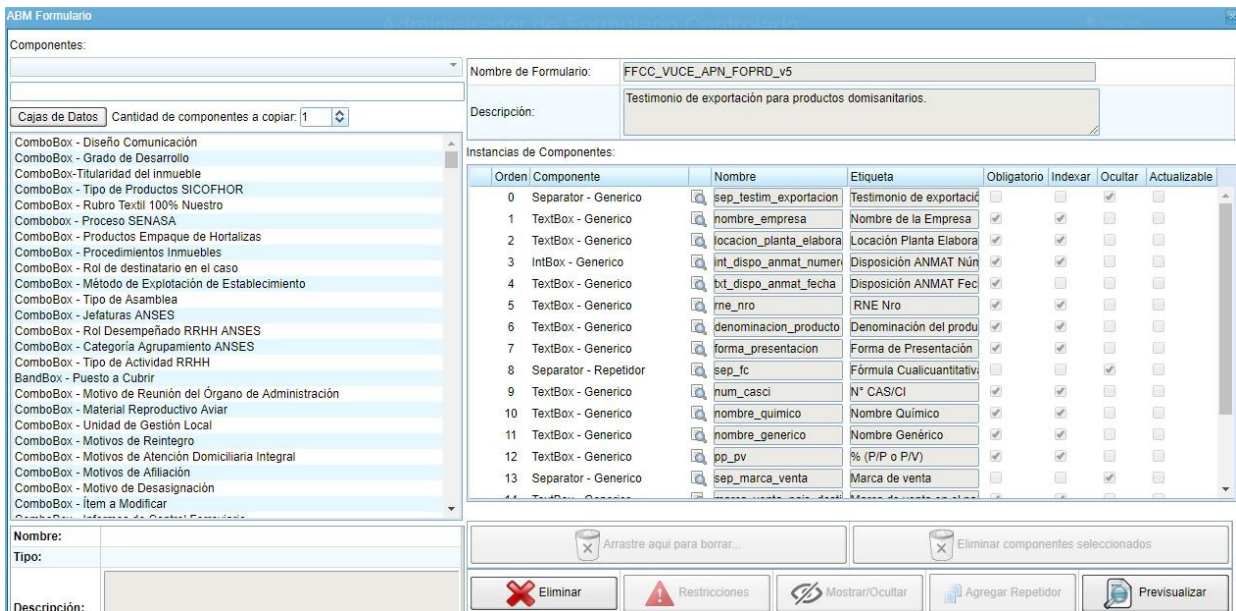 ABM Formulario
Administrador de Formulario Controlado
Componentes:
Cajas de Datos Cantidad de componentes a copiar: 1
ComboBox - Diseño Comunicación
ComboBox - Grado de Desarrollo
ComboBox-Titularidad del inmueble
ComboBox - Tipo de Productos SICOFHOR
ComboBox - Rubro Textil 100% Nuestro
Combobox - Proceso SENASA
ComboBox - Productos Empaque de Hortalizas
ComboBox - Procedimientos Inmuebles
ComboBox - Rol de destinatario en el caso
ComboBox - Método de Explotación de Establecimiento
ComboBox - Tipo de Asamblea
ComboBox - Jefaturas ANSES
ComboBox - Rol Desempeñado RRHH ANSES
ComboBox - Categoría Agrupamiento ANSES
ComboBox - Tipo de Actividad RRHH
BandBox - Puesto a Cubrir
ComboBox - Motivo de Reunión del Órgano de Administración
ComboBox - Material Reproductivo Aviar
ComboBox - Unidad de Gestión Local
ComboBox - Motivos de Reintegro
ComboBox - Motivos de Atención Domiciliaria Integral
ComboBox - Motivos de Afiliación
ComboBox - Motivo de Desasignación
ComboBox - Ítem a Modificar
Nombre:
Tipo:
Descripción:
Nombre de Formulario: FFCC_VUCE_APN_FOPRD_v5
Descripción: Testimonio de exportación para productos domisanitarios.
Instancias de Componentes:
Orden Componente Nombre Etiqueta Obligatorio Indexar Ocultar Actualizable
0 Separator - Generico sep_testim_exportacion Testimonio de exportació
1 TextBox - Generico nombre_empresa Nombre de la Empresa
2 TextBox - Generico locacion_planta_elabora Locación Planta Elabora
3 IntBox - Generico int_dispo_anmat_numer Disposición ANMAT Núm
4 TextBox - Generico txt_dispo_anmat_fecha Disposición ANMAT Fec
5 TextBox - Generico rne_nro RNE Nro
6 TextBox - Generico denominacion_producto Denominación del produ
7 TextBox - Generico forma_presentacion Forma de Presentación
8 Separator - Repetidor sep_fc Fórmula Cualicuantitativa
9 TextBox - Generico num_casci N° CAS/CI
10 TextBox - Generico nombre_quimico Nombre Químico
11 TextBox - Generico nombre_generico Nombre Genérico
12 TextBox - Generico pp_pv % (P/P o P/V)
13 Separator - Generico sep_marca_venta Marca de venta
Arrastre aqui para borrar... Eliminar componentes seleccionados
Eliminar Restricciones Mostrar/Ocultar Agregar Repetidor Previsualizar